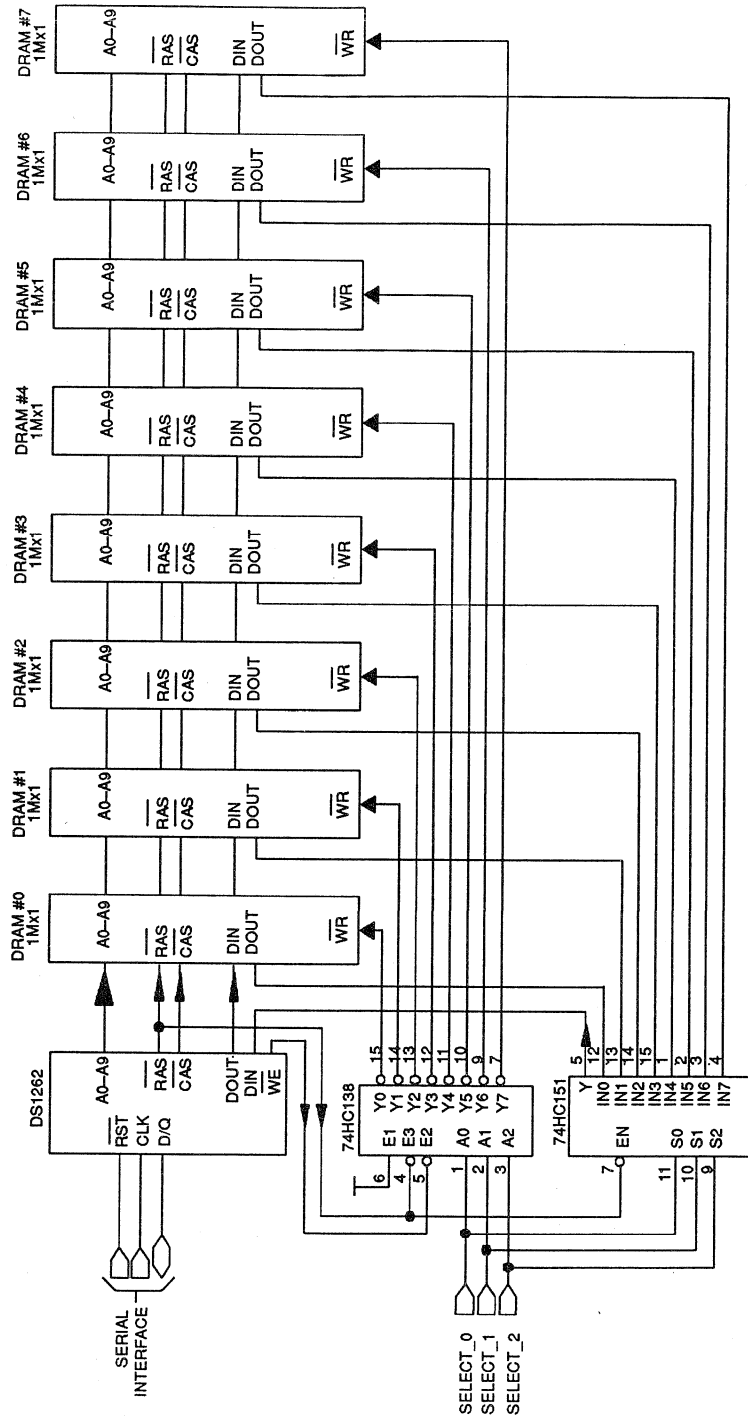 SERIAL
INTERFACE
DS1262
RST
CLK
D/Q
A0–A9
RAS
CAS
DOUT
DIN
WE
DRAM #0
1Mx1
A0–A9
RAS
CAS
DIN
DOUT
WR
DRAM #1
1Mx1
A0–A9
RAS
CAS
DIN
DOUT
WR
DRAM #2
1Mx1
A0–A9
RAS
CAS
DIN
DOUT
WR
DRAM #3
1Mx1
A0–A9
RAS
CAS
DIN
DOUT
WR
DRAM #4
1Mx1
A0–A9
RAS
CAS
DIN
DOUT
WR
DRAM #5
1Mx1
A0–A9
RAS
CAS
DIN
DOUT
WR
DRAM #6
1Mx1
A0–A9
RAS
CAS
DIN
DOUT
WR
DRAM #7
1Mx1
A0–A9
RAS
CAS
DIN
DOUT
WR
SELECT_0
SELECT_1
SELECT_2
74HC138
6 E1
4 E3
5 E2
1 A0
2 A1
3 A2
Y0 15
Y1 14
Y2 13
Y3 12
Y4 11
Y5 10
Y6 9
Y7 7
74HC151
7 EN
11 S0
10 S1
9 S2
Y 5
IN0 12
IN1 13
IN2 14
IN3 15
IN4 1
IN5 2
IN6 3
IN7 4